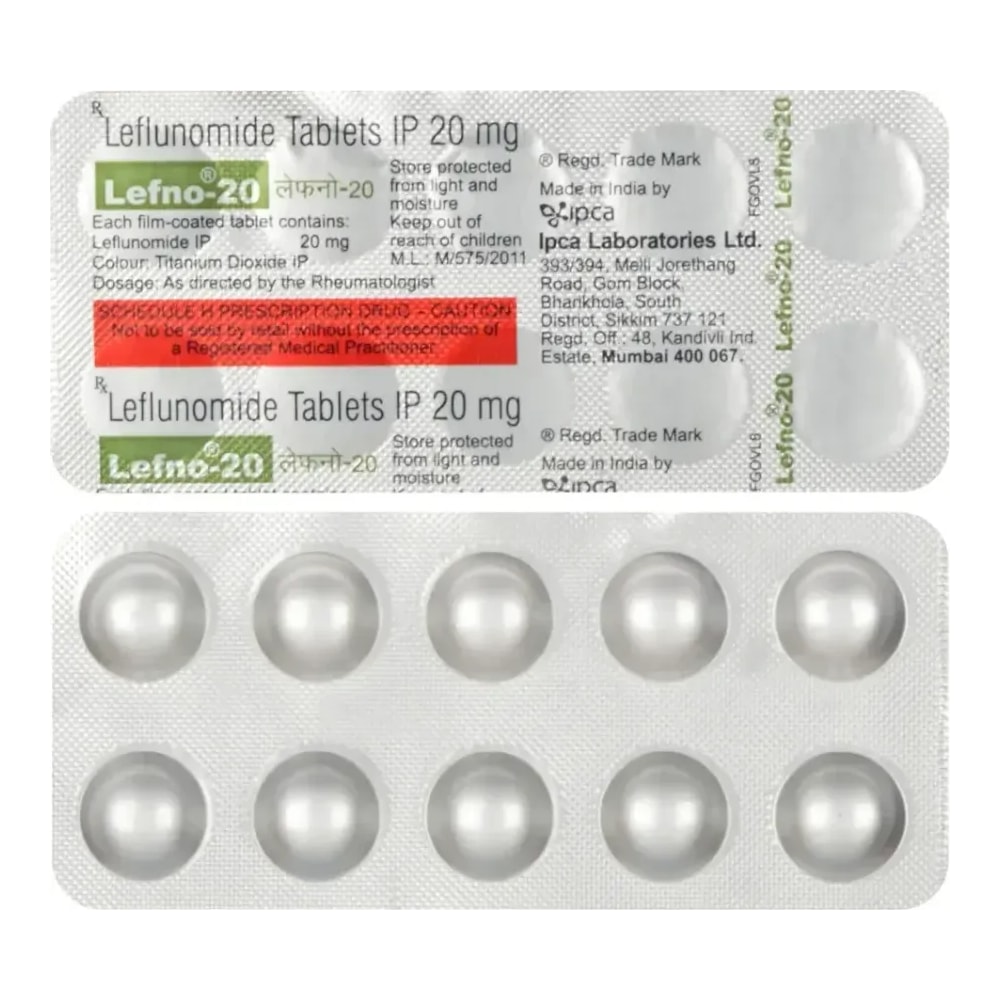 Rx
Leflunomide Tablets IP 20 mg
Lefno®-20 लेफनो-20
Each film-coated tablet contains:
Leflunomide IP 20 mg
Colour: Titanium Dioxide IP
Dosage: As directed by the Rheumatologist
Store protected
from light and
moisture
Keep out of
reach of children
M.L.: M/575/2011
SCHEDULE H PRESCRIPTION DRUG – CAUTION
Not to be sold by retail without the prescription of
a Registered Medical Practitioner
® Regd. Trade Mark
Made in India by
ipca
Ipca Laboratories Ltd.
393/394, Melli Jorethang
Road, Gom Block,
Bhankhola, South
District, Sikkim 737 121
Regd. Off.: 48, Kandivli Ind.
Estate, Mumbai 400 067.
FGOVL8
Lefno®-20 Lefno®-20
Rx
Leflunomide Tablets IP 20 mg
Lefno®-20 लेफनो-20
Store protected
from light and
moisture
® Regd. Trade Mark
Made in India by
ipca
FGOVL8
Lefno®-20 Lefno®-20